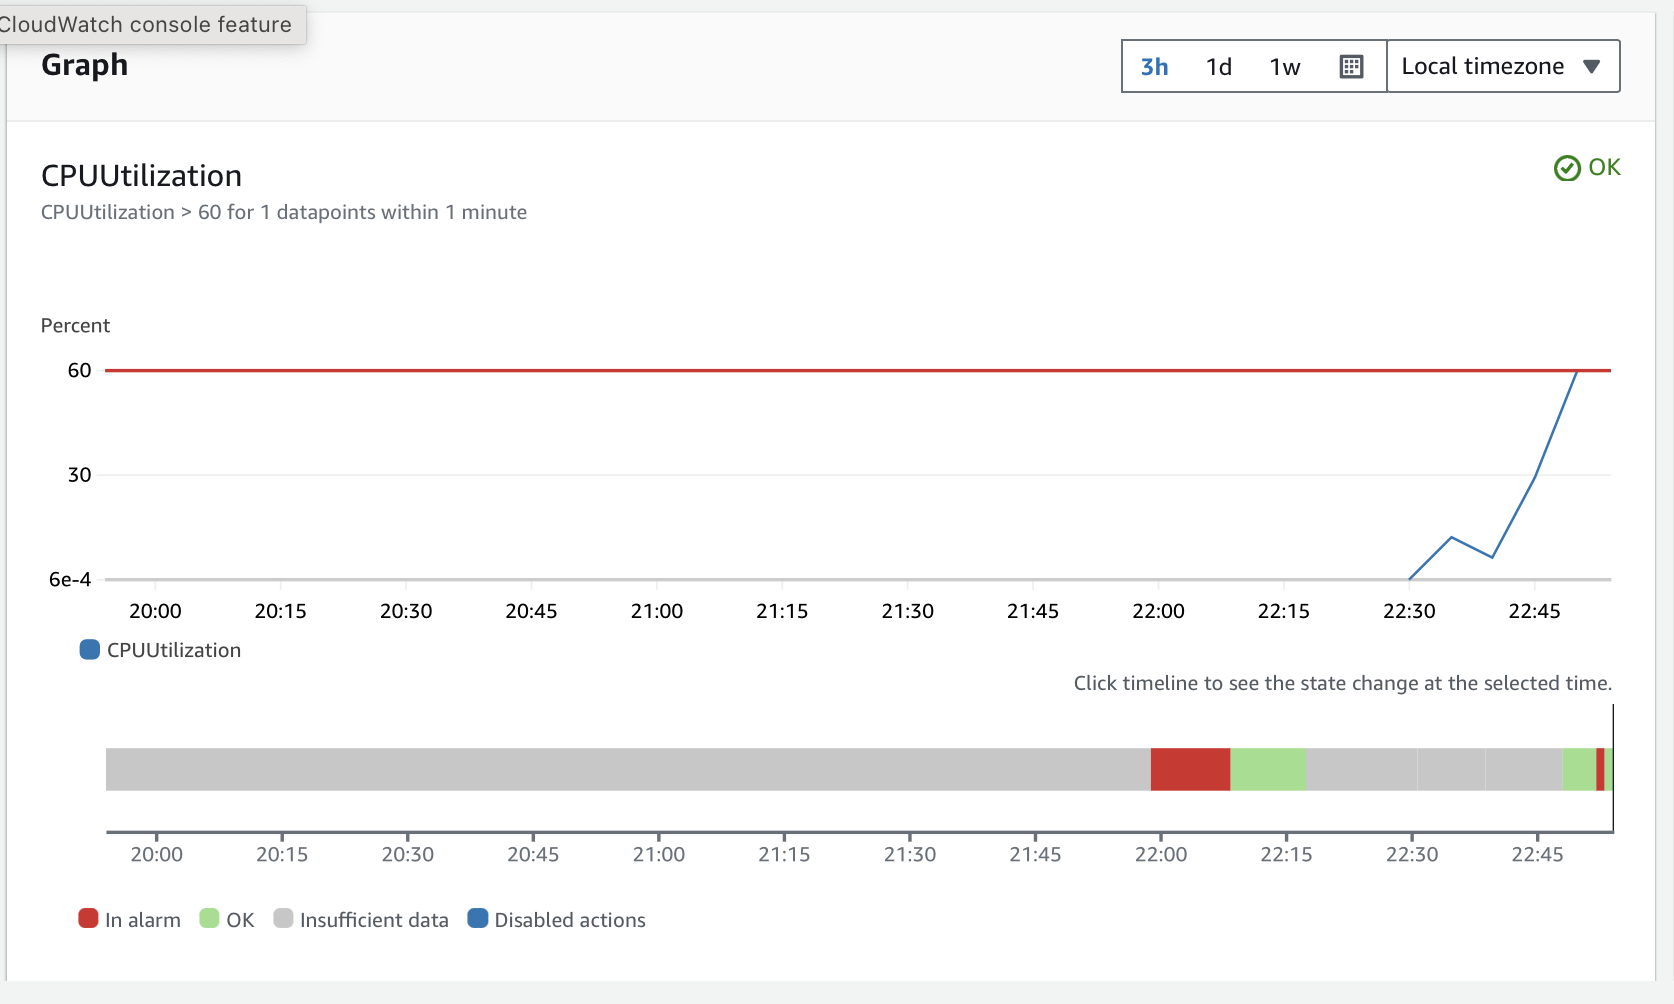 CloudWatch console feature
Graph
3h 1d 1w Local timezone
CPUUtilization
OK
CPUUtilization > 60 for 1 datapoints within 1 minute
Percent
60
30
6e-4
20:00 20:15 20:30 20:45 21:00 21:15 21:30 21:45 22:00 22:15 22:30 22:45
CPUUtilization
Click timeline to see the state change at the selected time.
20:00 20:15 20:30 20:45 21:00 21:15 21:30 21:45 22:00 22:15 22:30 22:45
In alarm OK Insufficient data Disabled actions